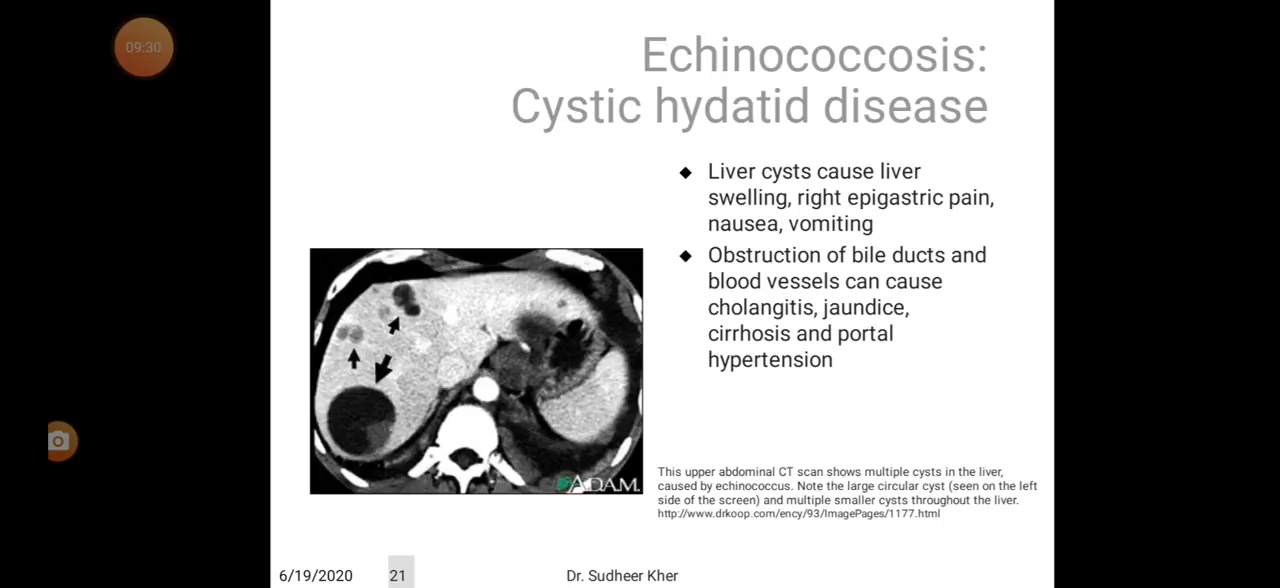 09:30
Echinococcosis:
Cystic hydatid disease
◆ Liver cysts cause liver
swelling, right epigastric pain,
nausea, vomiting
◆ Obstruction of bile ducts and
blood vessels can cause
cholangitis, jaundice,
cirrhosis and portal
hypertension
ADAM.
This upper abdominal CT scan shows multiple cysts in the liver,
caused by echinococcus. Note the large circular cyst (seen on the left
side of the screen) and multiple smaller cysts throughout the liver.
http://www.drkoop.com/ency/93/ImagePages/1177.html
6/19/2020 21 Dr. Sudheer Kher